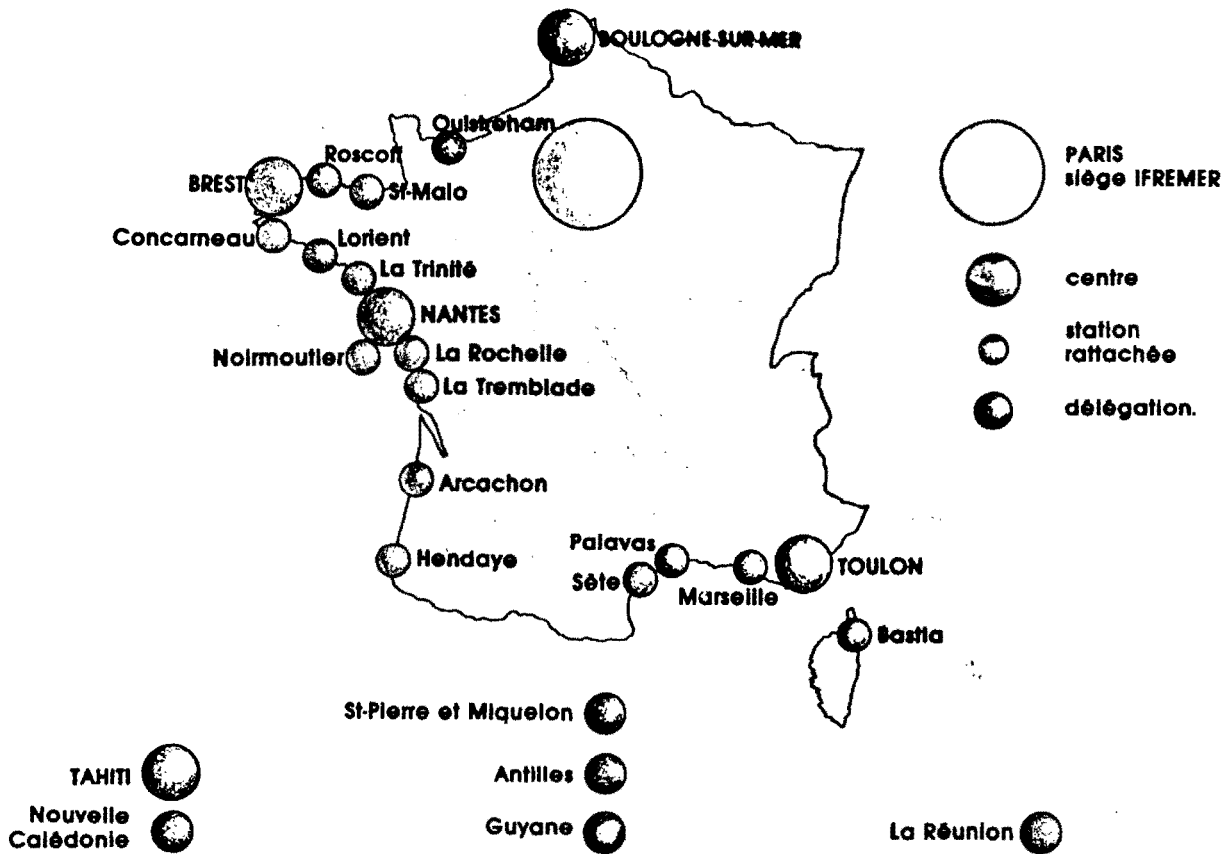 BOULOGNE-SUR-MER
Ouistreham
Roscoff
BREST
St-Malo
Concarneau
Lorient
La Trinité
NANTES
Noirmoutier
La Rochelle
La Tremblade
Arcachon
Hendaye
Palavas
Sète
Marseille
TOULON
Bastia
PARIS
siège IFREMER
centre
station
rattachée
délégation.
St-Pierre et Miquelon
TAHITI
Antilles
Nouvelle
Calédonie
Guyane
La Réunion